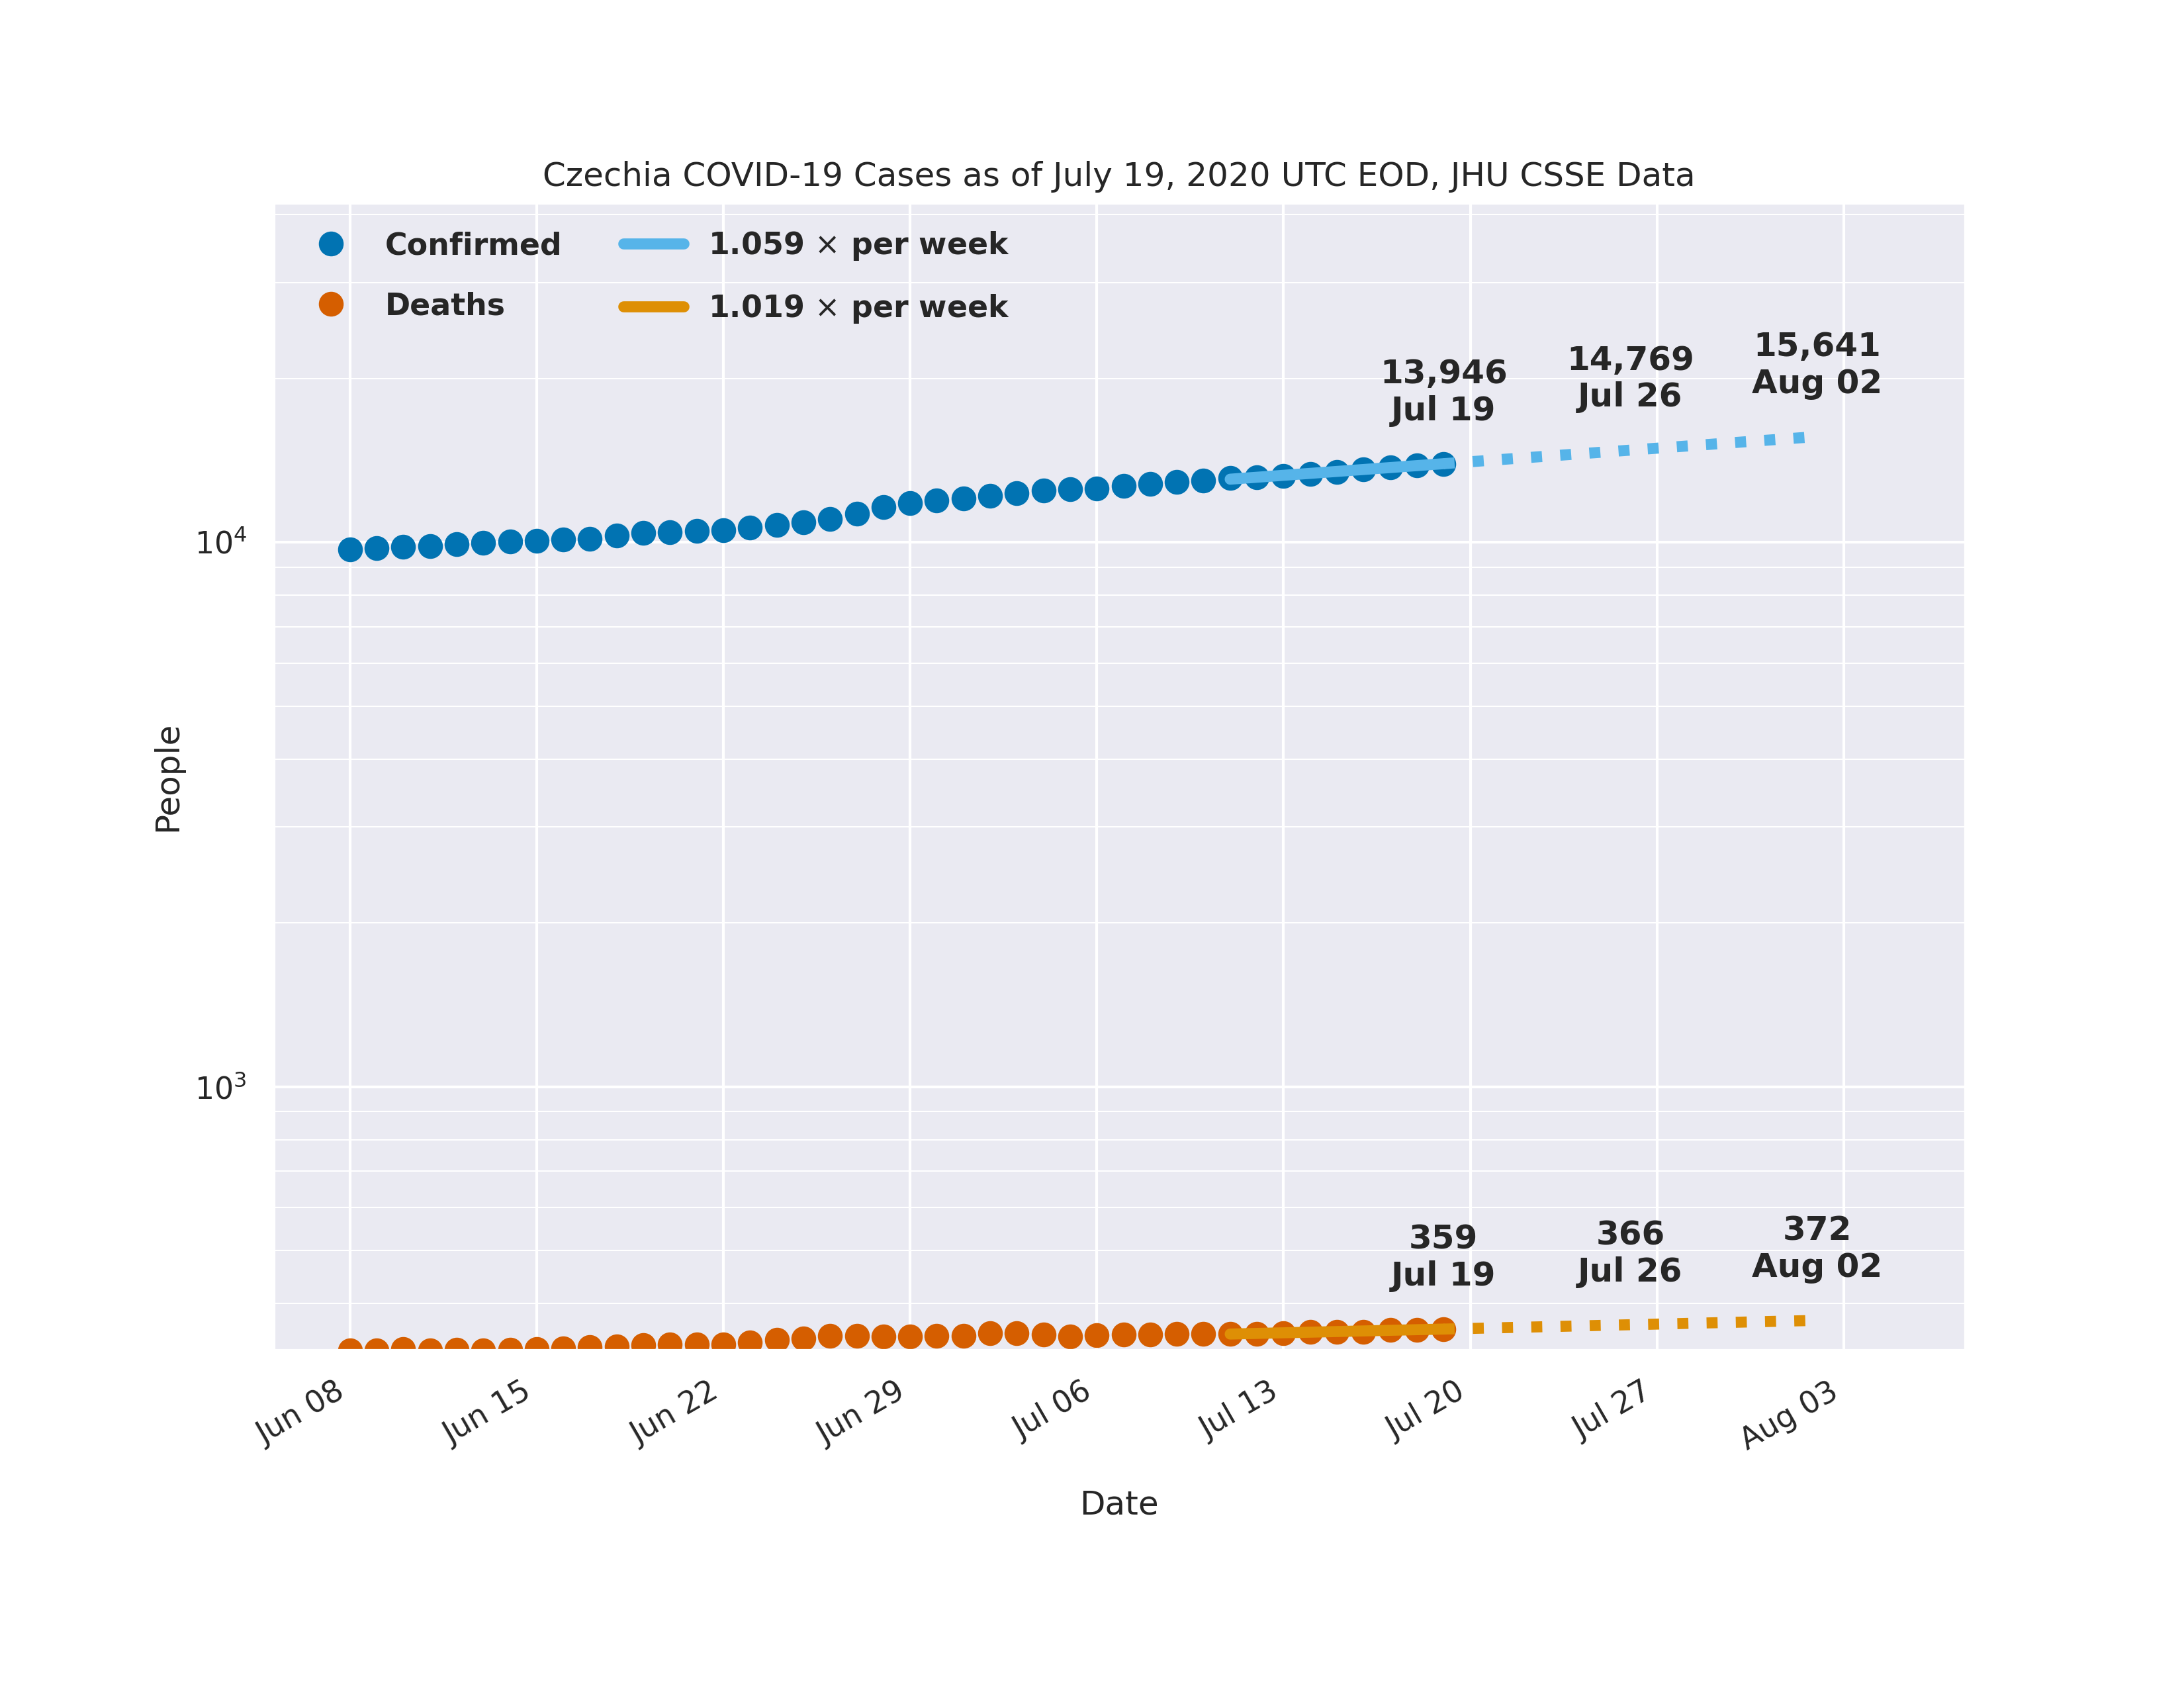 Czechia COVID-19 Cases as of July 19, 2020 UTC EOD, JHU CSSE Data
Confirmed
Deaths
1.059 × per week
1.019 × per week
13,946
Jul 19
14,769
Jul 26
15,641
Aug 02
10⁴
10³
People
359
Jul 19
366
Jul 26
372
Aug 02
Jun 08
Jun 15
Jun 22
Jun 29
Jul 06
Jul 13
Jul 20
Jul 27
Aug 03
Date